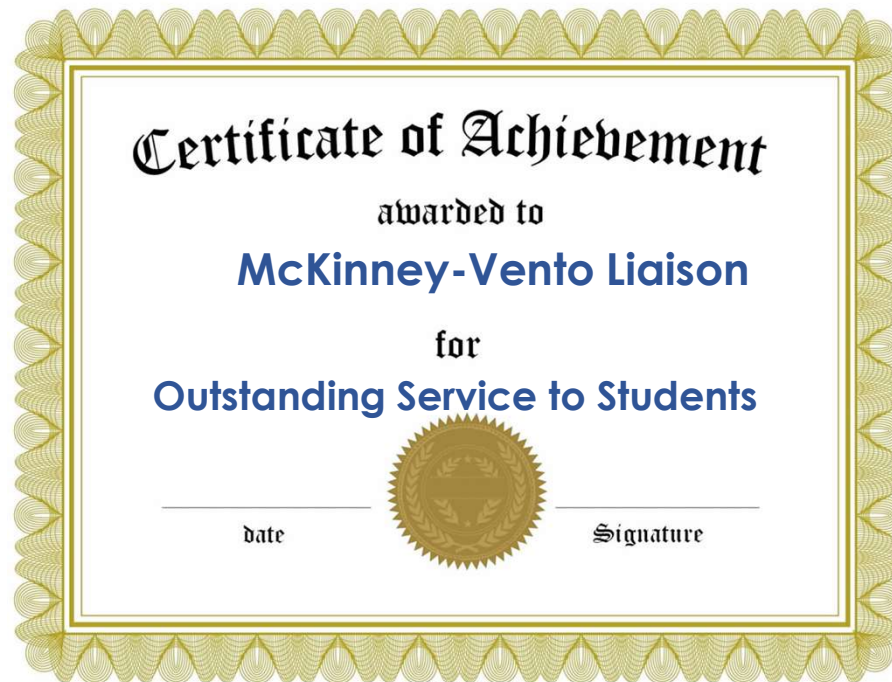 Certificate of Achievement
awarded to
McKinney-Vento Liaison
for
Outstanding Service to Students
date Signature